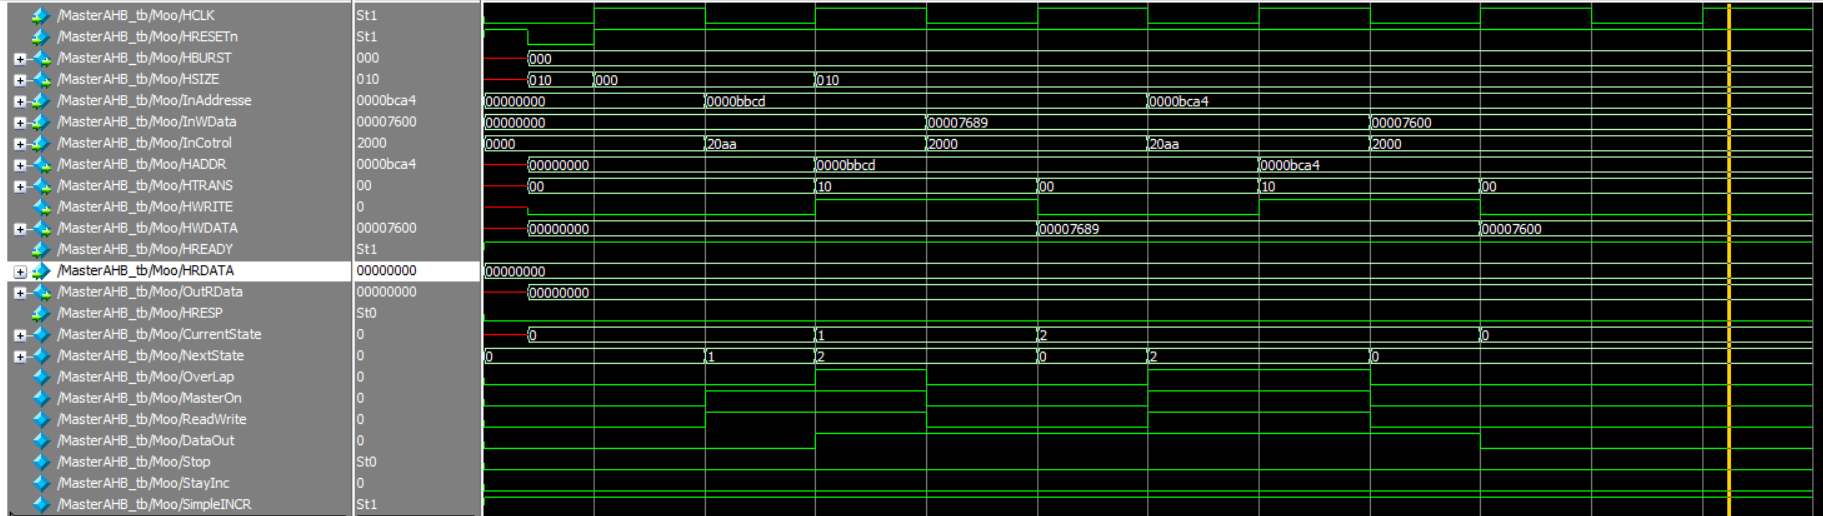 /MasterAHB_tb/Moo/HCLK St1
/MasterAHB_tb/Moo/HRESETn St1
/MasterAHB_tb/Moo/HBURST 000 000
/MasterAHB_tb/Moo/HSIZE 010 010 000 010
/MasterAHB_tb/Moo/InAddresse 0000bca4 00000000 0000bbcd 0000bca4
/MasterAHB_tb/Moo/InWData 00007600 00000000 00007689 00007600
/MasterAHB_tb/Moo/InCotrol 2000 0000 20aa 2000 20aa 2000
/MasterAHB_tb/Moo/HADDR 0000bca4 00000000 0000bbcd 0000bca4
/MasterAHB_tb/Moo/HTRANS 00 00 10 00 10 00
/MasterAHB_tb/Moo/HWRITE 0
/MasterAHB_tb/Moo/HWDATA 00007600 00000000 00007689 00007600
/MasterAHB_tb/Moo/HREADY St1
/MasterAHB_tb/Moo/HRDATA 00000000 00000000
/MasterAHB_tb/Moo/OutRData 00000000 00000000
/MasterAHB_tb/Moo/HRESP St0
/MasterAHB_tb/Moo/CurrentState 0 0 1 2 0
/MasterAHB_tb/Moo/NextState 0 0 1 2 0 2 0
/MasterAHB_tb/Moo/OverLap 0
/MasterAHB_tb/Moo/MasterOn 0
/MasterAHB_tb/Moo/ReadWrite 0
/MasterAHB_tb/Moo/DataOut 0
/MasterAHB_tb/Moo/Stop St0
/MasterAHB_tb/Moo/StayInc 0
/MasterAHB_tb/Moo/SimpleINCR St1